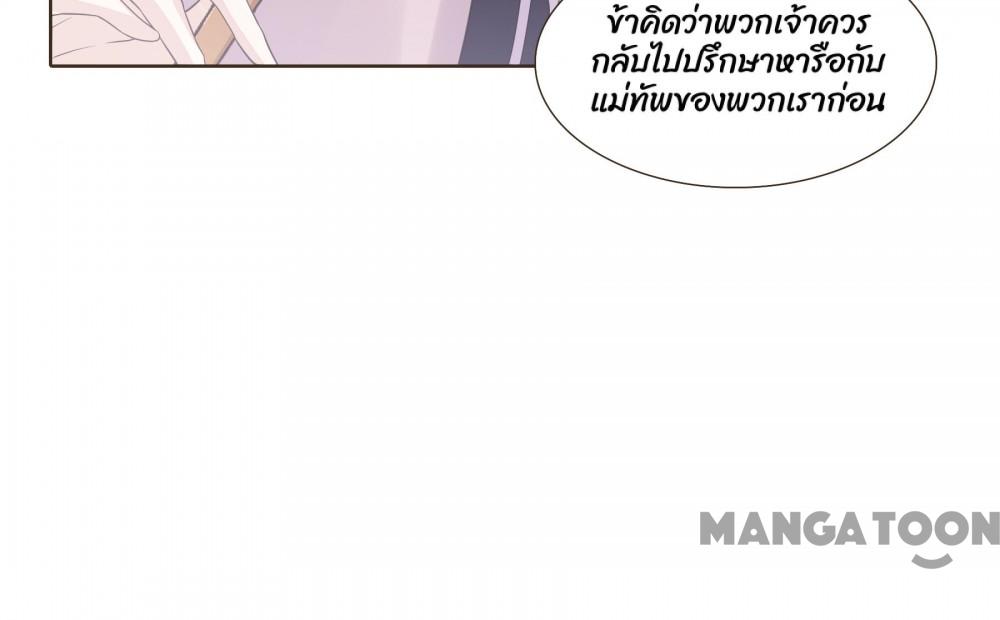 ข้าคิดว่าพวกเจ้าควร
กลับไปปรึกษาหารือกับ
แม่ทัพของพวกเราก่อน
MANGATOON